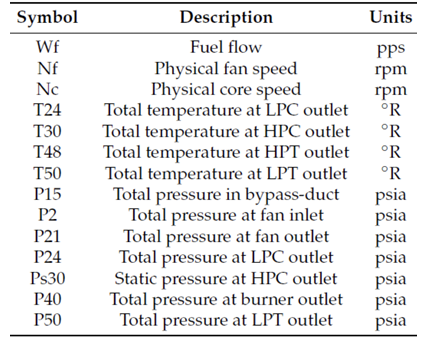 Symbol Description Units
Wf Fuel flow pps
Nf Physical fan speed rpm
Nc Physical core speed rpm
T24 Total temperature at LPC outlet °R
T30 Total temperature at HPC outlet °R
T48 Total temperature at HPT outlet °R
T50 Total temperature at LPT outlet °R
P15 Total pressure in bypass-duct psia
P2 Total pressure at fan inlet psia
P21 Total pressure at fan outlet psia
P24 Total pressure at LPC outlet psia
Ps30 Static pressure at HPC outlet psia
P40 Total pressure at burner outlet psia
P50 Total pressure at LPT outlet psia